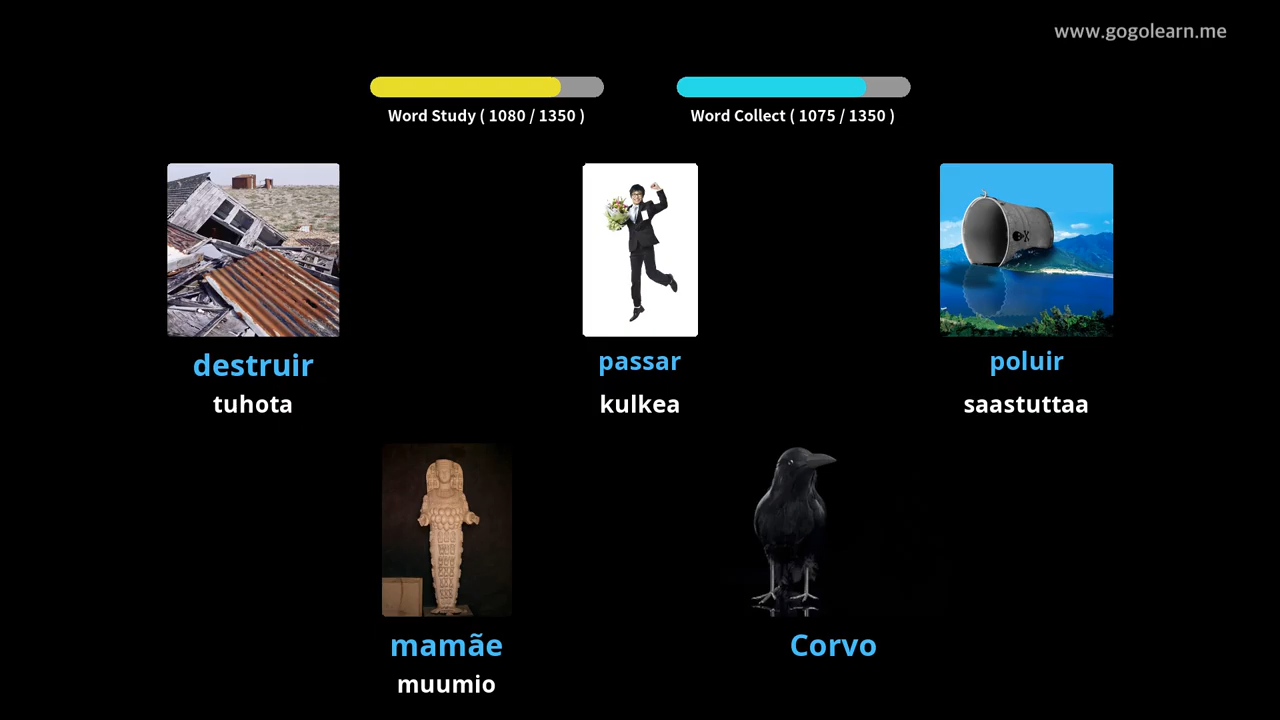 www.gogolearn.me
Word Study ( 1080 / 1350 )
Word Collect ( 1075 / 1350 )
destruir
passar
poluir
tuhota
kulkea
saastuttaa
mamãe
Corvo
muumio